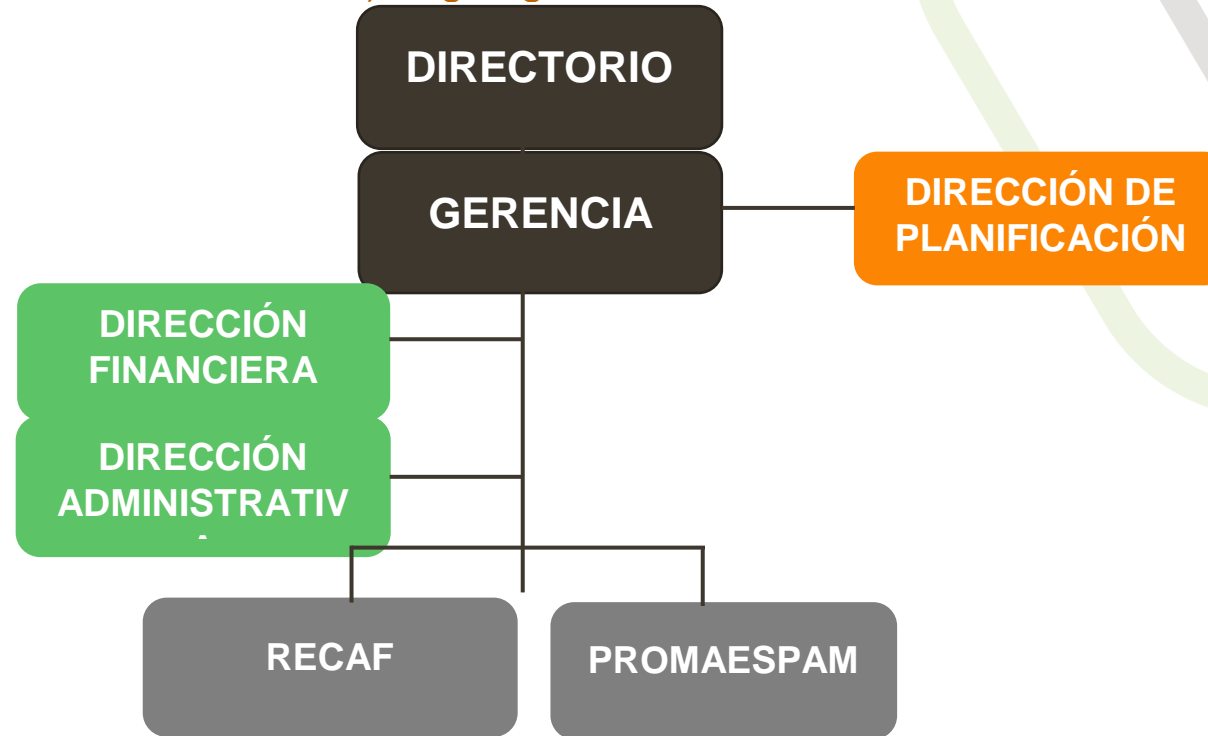 DIRECTORIO
GERENCIA
DIRECCIÓN DE
PLANIFICACIÓN
DIRECCIÓN
FINANCIERA
DIRECCIÓN
ADMINISTRATIV
RECAF
PROMAESPAM